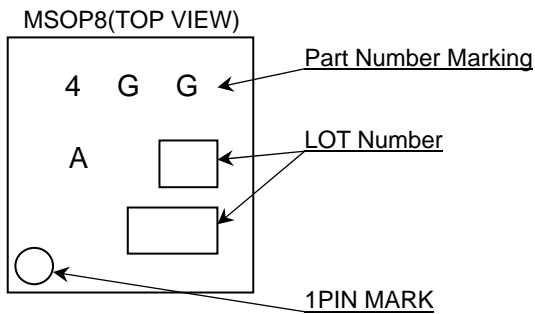 MSOP8(TOP VIEW)
4 G G
Part Number Marking
A
LOT Number
1PIN MARK